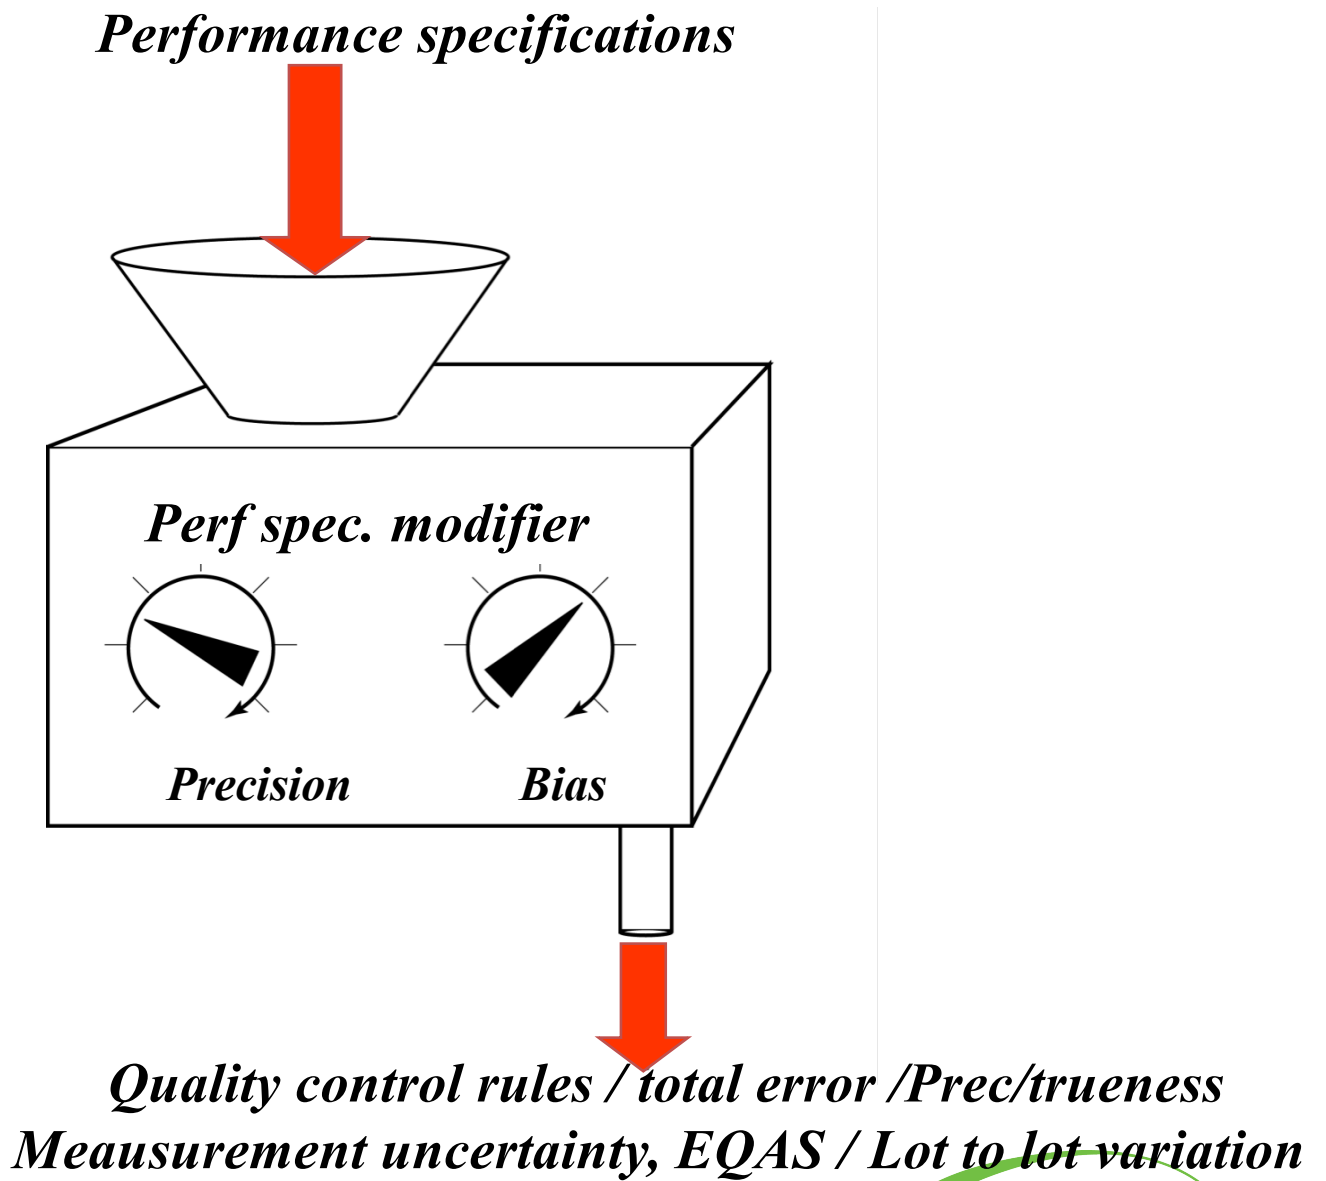 Performance specifications
Perf spec. modifier
Precision Bias
Quality control rules / total error /Prec/trueness
Meausurement uncertainty, EQAS / Lot to lot variation